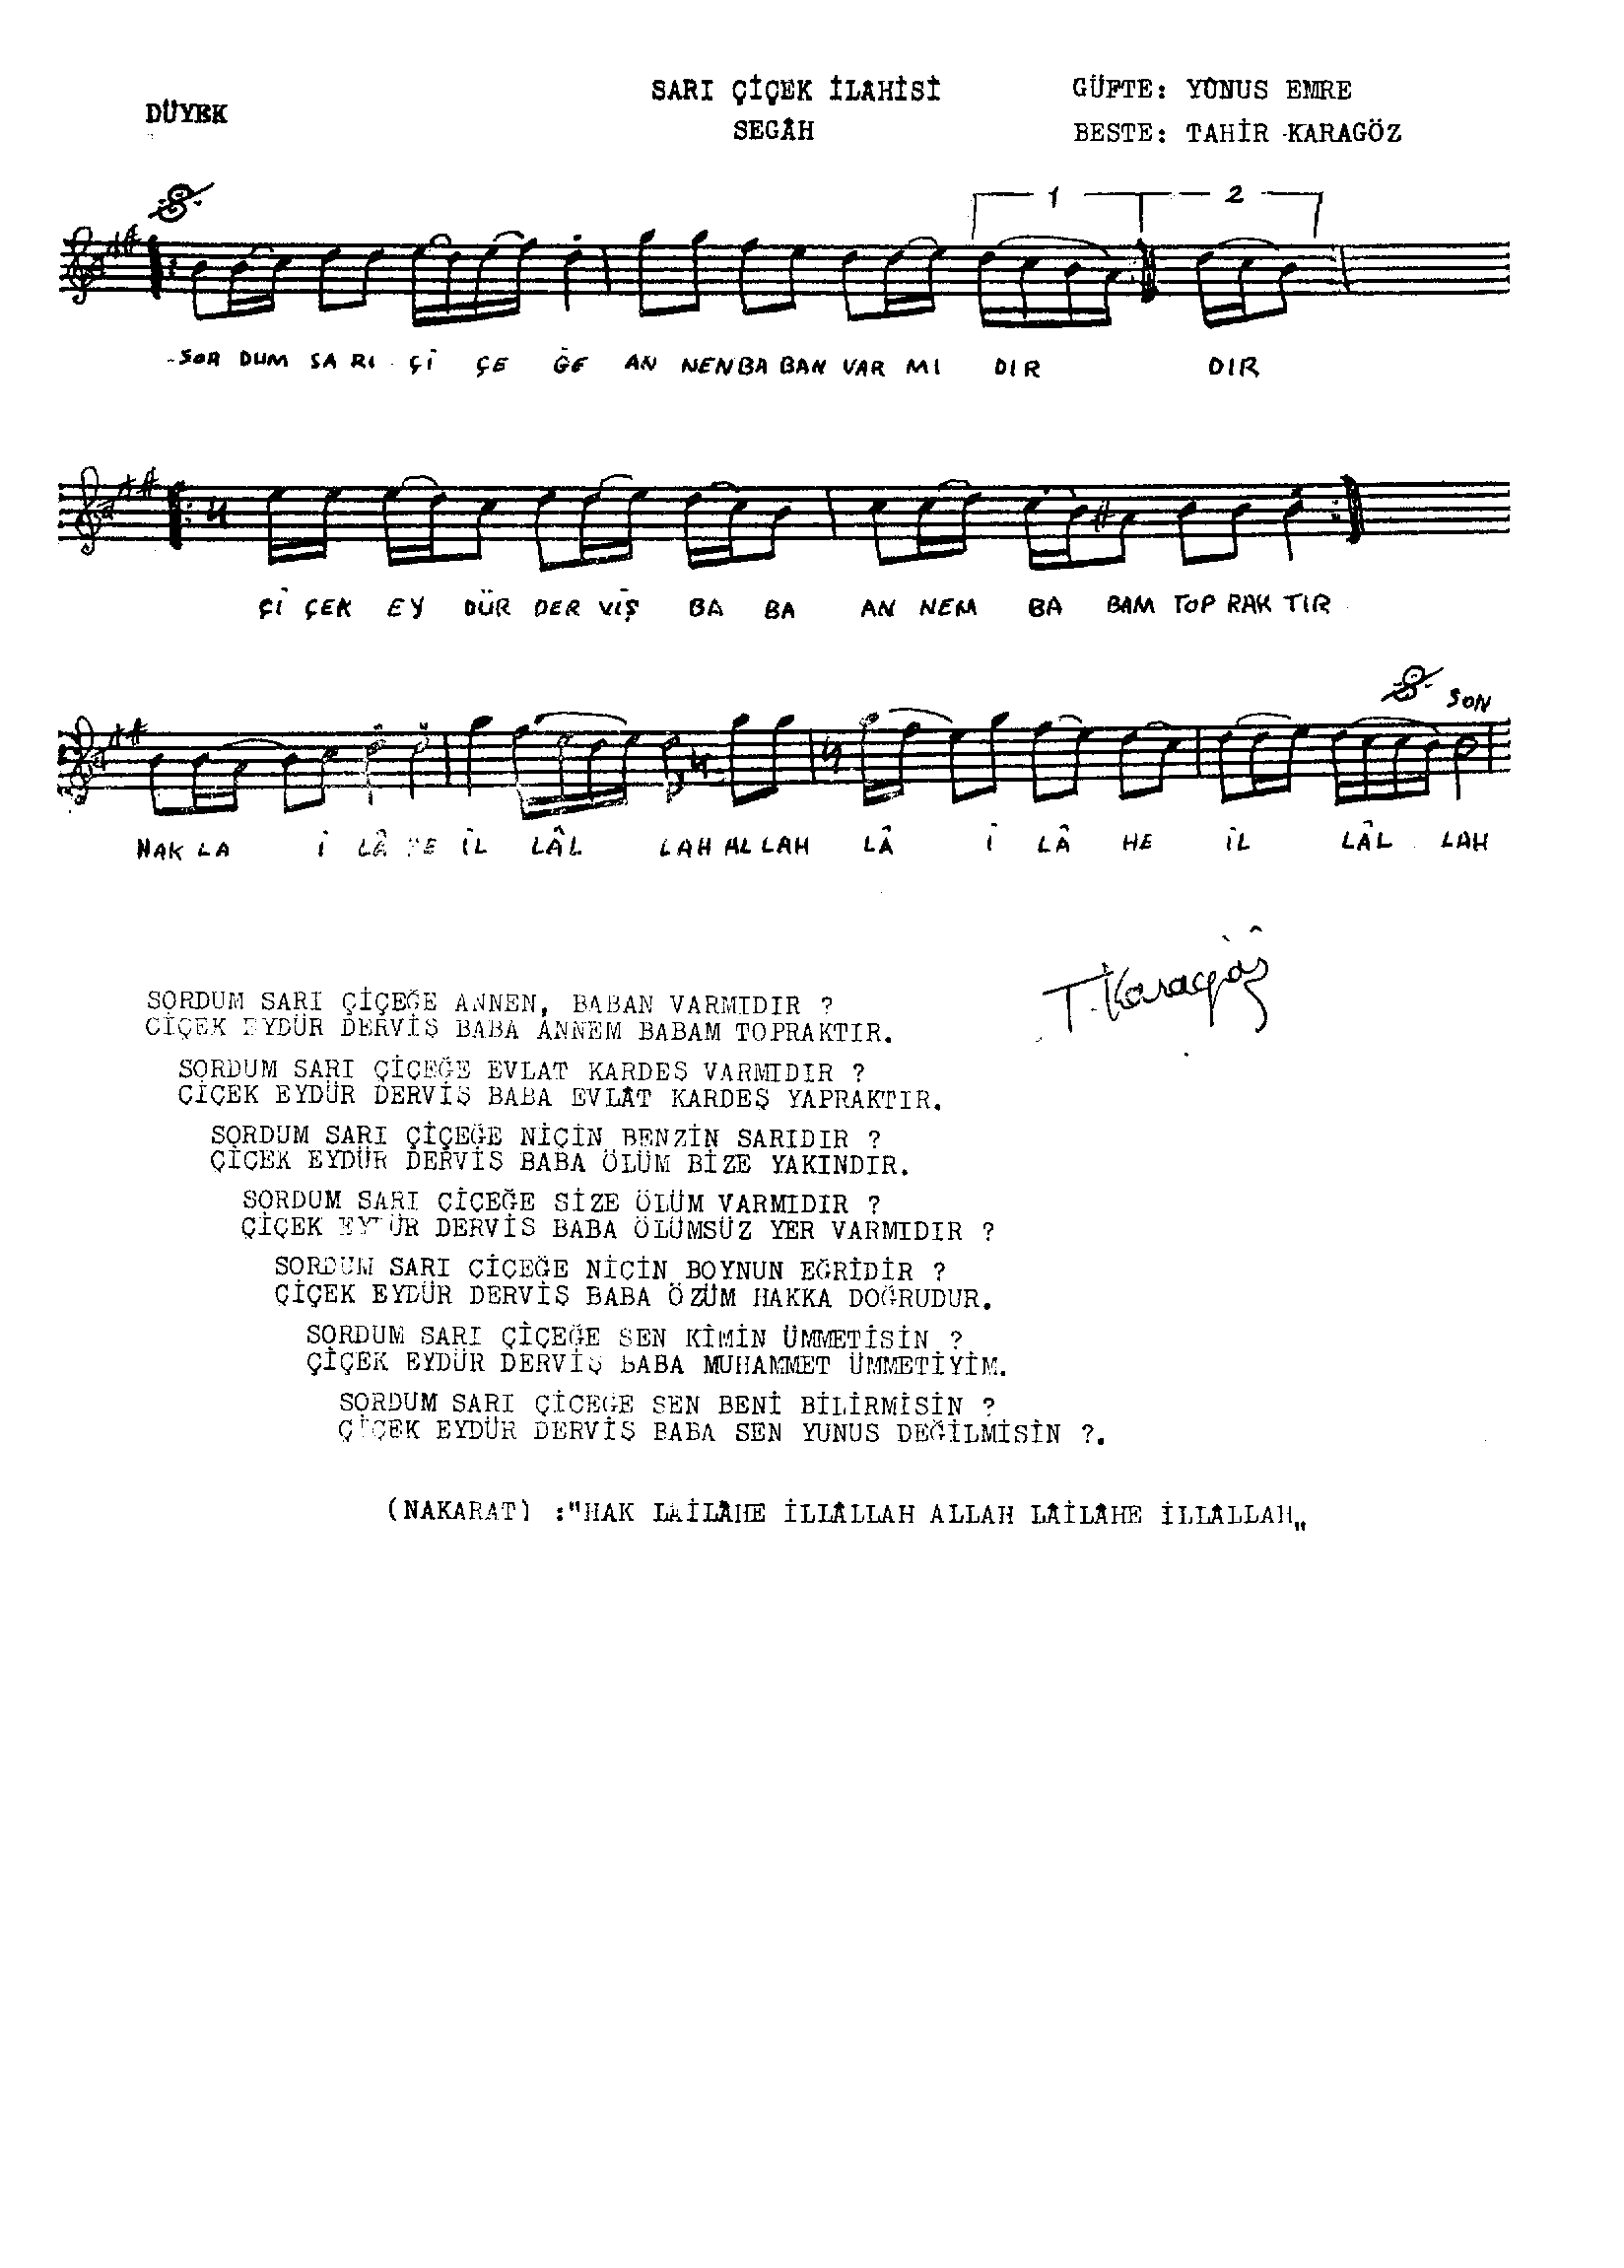 SARI ÇİÇEK İLAHİSİ
GÜFTE: YUNUS EMRE
DÜYEK
SEGÂH
BESTE: TAHİR KARAGÖZ
1 2
SOR DUM SA RI Çİ ÇE ĞE AN NEN BA BAN VAR MI DIR DIR
Çİ ÇEK EY DÜR DER VİŞ BA BA AN NEM BA BAM TOP RAK TIR
SON
HAK LA İ LÂ HE İL LÂL LAH AL LAH LÂ İ LÂ HE İL LÂL LAH
T. Karagöz
SORDUM SARI ÇİÇEĞE ANNEN, BABAN VARMIDIR ?
ÇİÇEK EYDÜR DERVİŞ BABA ANNEM BABAM TOPRAKTIR.
SORDUM SARI ÇİÇEĞE EVLAT KARDEŞ VARMIDIR ?
ÇİÇEK EYDÜR DERVİŞ BABA EVLÂT KARDEŞ YAPRAKTIR.
SORDUM SARI ÇİÇEĞE NİÇİN BENZİN SARIDIR ?
ÇİÇEK EYDÜR DERVİŞ BABA ÖLÜM BİZE YAKINDIR.
SORDUM SARI ÇİÇEĞE SİZE ÖLÜM VARMIDIR ?
ÇİÇEK EYDÜR DERVİŞ BABA ÖLÜMSÜZ YER VARMIDIR ?
SORDUM SARI ÇİÇEĞE NİÇİN BOYNUN EĞRİDİR ?
ÇİÇEK EYDÜR DERVİŞ BABA ÖZÜM HAKKA DOĞRUDUR.
SORDUM SARI ÇİÇEĞE SEN KİMİN ÜMMETİSİN ?
ÇİÇEK EYDÜR DERVİŞ BABA MUHAMMET ÜMMETİYİM.
SORDUM SARI ÇİÇEĞE SEN BENİ BİLİRMİSİN ?
ÇİÇEK EYDÜR DERVİŞ BABA SEN YUNUS DEĞİLMİSİN ?.
(NAKARAT) :"HAK LAİLÂHE İLLÂLLAH ALLAH LÂİLÂHE İLLÂLLAH„